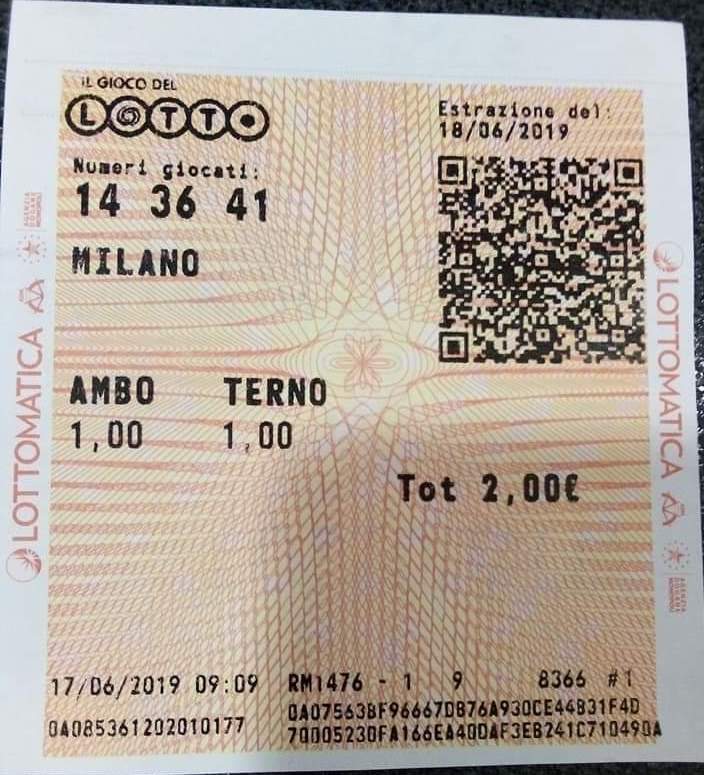 IL GIOCO DEL
LOTTO
Estrazione del:
18/06/2019
Numeri giocati:
14 36 41
MILANO
AMBO TERNO
1,00 1,00
Tot 2,00€
17/06/2019 09:09 RM1476 - 1 9 8366 #1
0A07563BF96667DB76A930CE44B31F4D
0A085361202010177 70005230FA166EA40DAF3EB241C710490A
LOTTOMATICA
LOTTOMATICA